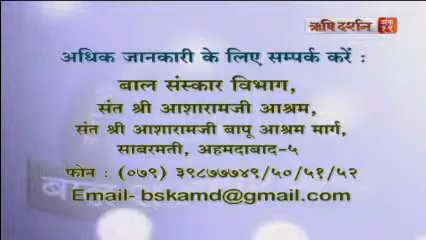 ऋषि दर्शन
अधिक जानकारी के लिए सम्पर्क करें :
बाल संस्कार विभाग,
संत श्री आशारामजी आश्रम,
संत श्री आशारामजी बापू आश्रम मार्ग,
साबरमती, अहमदाबाद-५
फोन : (०७९) ३९८७७७४९/५०/५१/५२
Email- bskamd@gmail.com